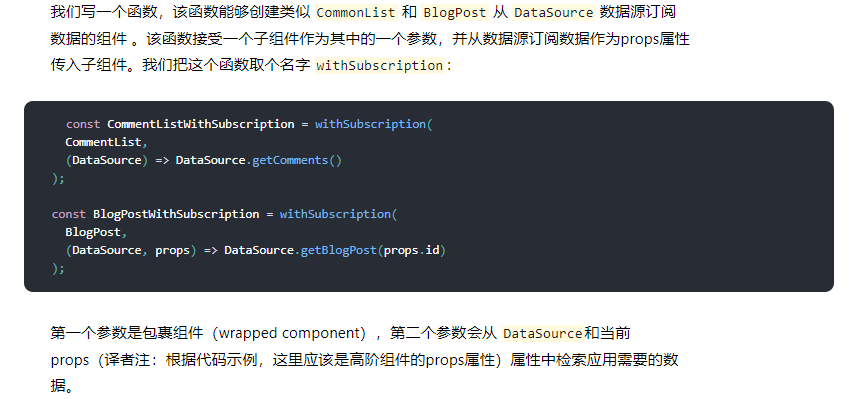 我们写一个函数，该函数能够创建类似 CommonList 和 BlogPost 从 DataSource 数据源订阅
数据的组件 。该函数接受一个子组件作为其中的一个参数，并从数据源订阅数据作为props属性
传入子组件。我们把这个函数取个名字 withSubscription：
const CommentListWithSubscription = withSubscription(
CommentList,
(DataSource) => DataSource.getComments()
);
const BlogPostWithSubscription = withSubscription(
BlogPost,
(DataSource, props) => DataSource.getBlogPost(props.id)
);
第一个参数是包裹组件（wrapped component），第二个参数会从 DataSource和当前
props（译者注：根据代码示例，这里应该是高阶组件的props属性）属性中检索应用需要的数
据。